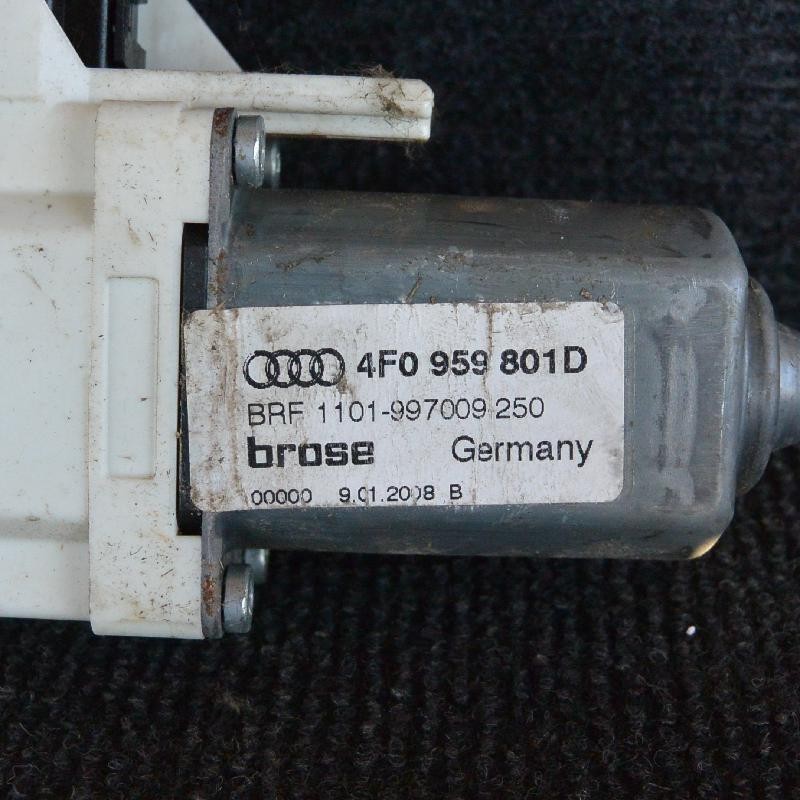 4F0 959 801D
BRF 1101-997009 250
brose Germany
00000 9.01.2008 B